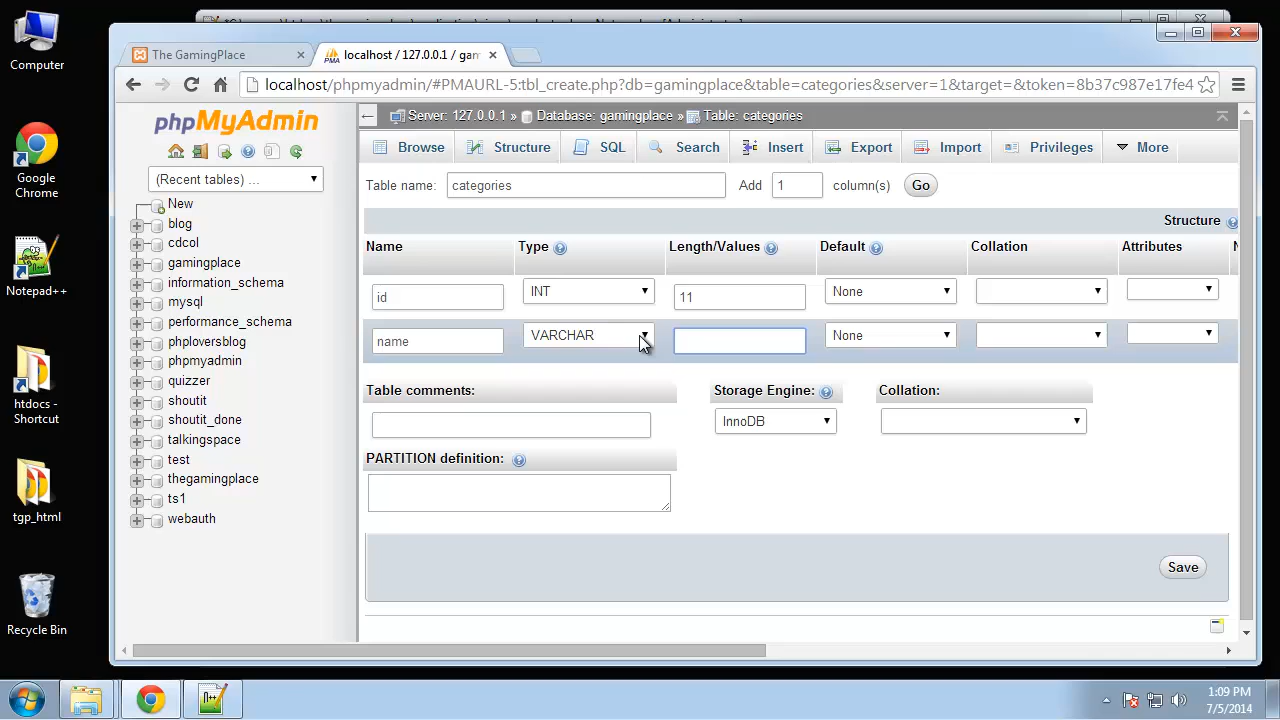 Computer
Google Chrome
Notepad++
htdocs - Shortcut
tgp_html
Recycle Bin
The GamingPlace
localhost / 127.0.0.1 / gam
localhost/phpmyadmin/#PMAURL-5:tbl_create.php?db=gamingplace&table=categories&server=1&target=&token=8b37c987e17fe4
phpMyAdmin
(Recent tables) ...
New
blog
cdcol
gamingplace
information_schema
mysql
performance_schema
phploversblog
phpmyadmin
quizzer
shoutit
shoutit_done
talkingspace
test
thegamingplace
ts1
webauth
Server: 127.0.0.1 » Database: gamingplace » Table: categories
Browse Structure SQL Search Insert Export Import Privileges More
Table name: categories Add 1 column(s) Go
Structure
Name Type Length/Values Default Collation Attributes
id INT 11 None
name VARCHAR None
Table comments: Storage Engine: Collation:
InnoDB
PARTITION definition:
Save
1:09 PM
7/5/2014